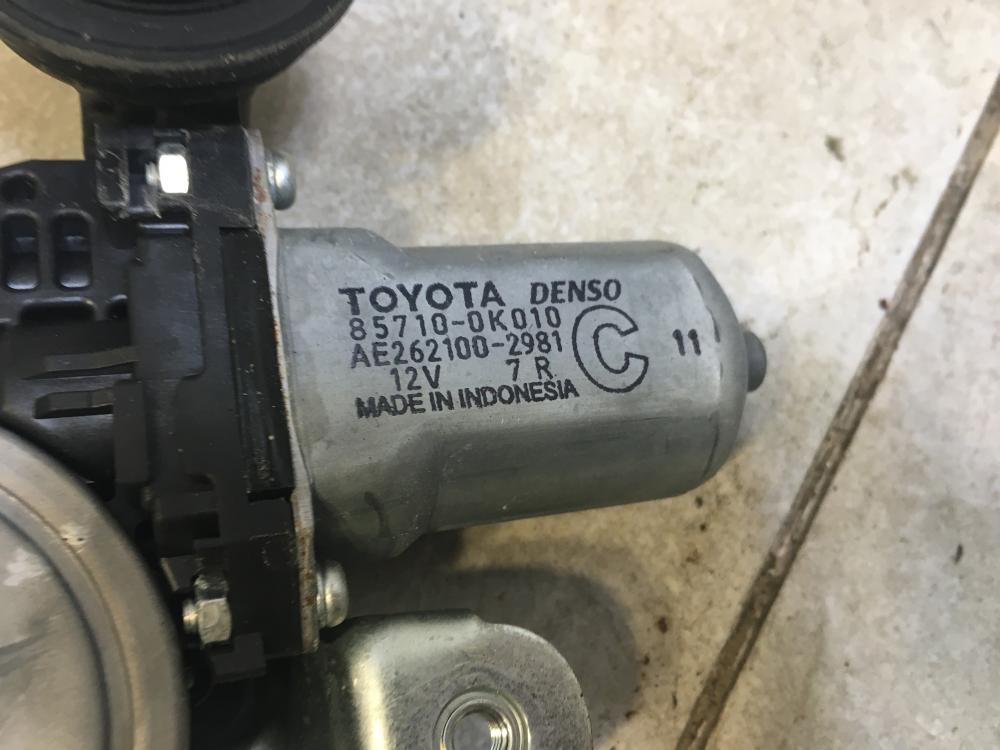 TOYOTA DENSO
85710-0K010
AE262100-2981
12V 7 R
MADE IN INDONESIA
C
11